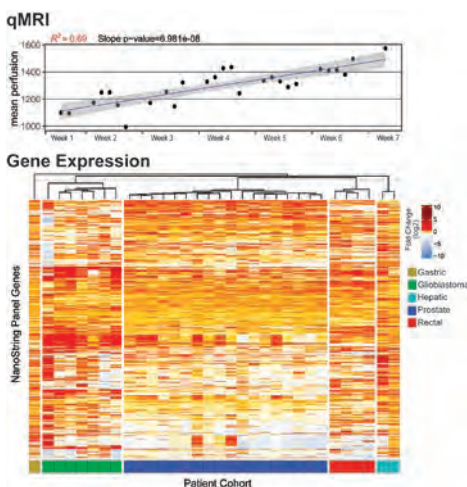 qMRI
R² = 0.69 Slope p-value=6.981e-08
mean perfusion
1600
1400
1200
1000
Week 1 Week 2 Week 3 Week 4 Week 5 Week 6 Week 7
Gene Expression
NanoString Panel Genes
10
5
0
−5
−10
Fold Change
(log2)
Gastric
Glioblastoma
Hepatic
Prostate
Rectal
Patient Cohort